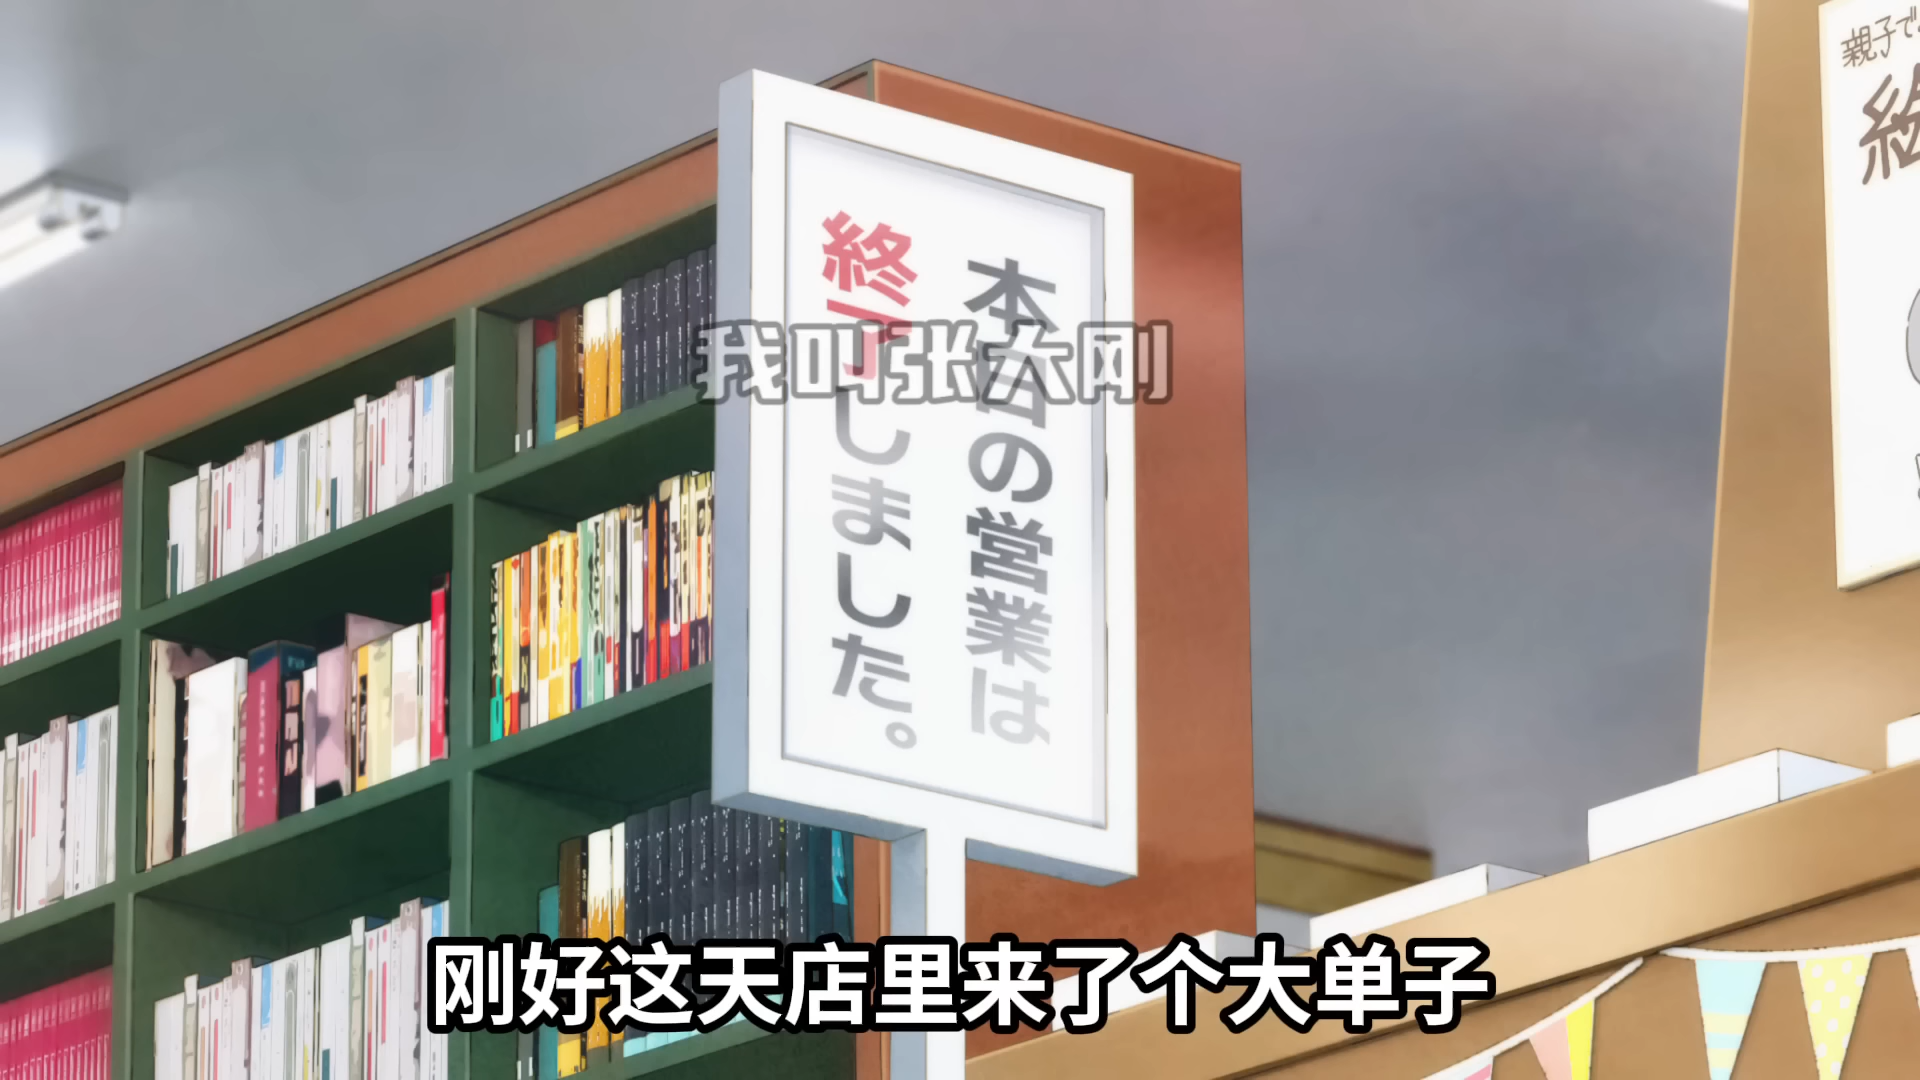 本日の営業は
終了しました。
我叫张大刚
親子で
絵
刚好这天店里来了个大单子